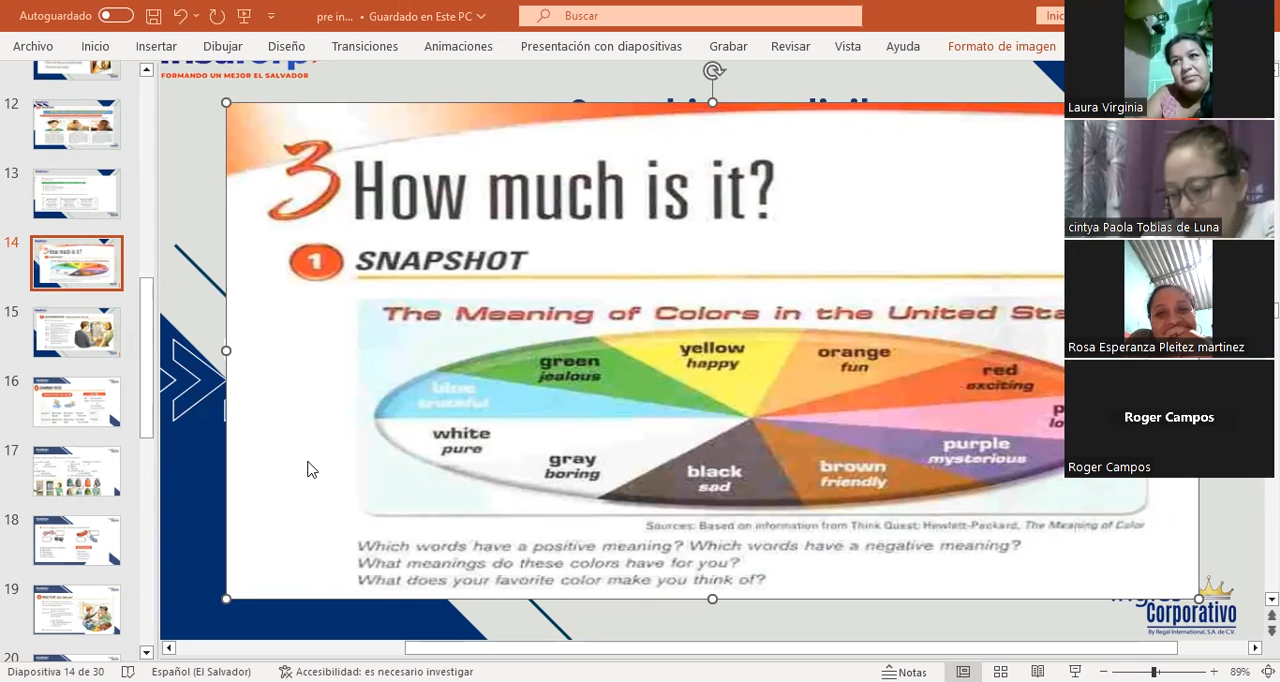 Autoguardado
pre in... • Guardado en Este PC
Buscar
Inic
Archivo Inicio Insertar Dibujar Diseño Transiciones Animaciones Presentación con diapositivas Grabar Revisar Vista Ayuda Formato de imagen
FORMANDO UN MEJOR EL SALVADOR
12
13
14
15
16
17
18
19
20
3 How much is it?
1 SNAPSHOT
The Meaning of Colors in the United Sta
green
jealous
yellow
happy
orange
fun
red
exciting
blue
white
pure
gray
boring
black
sad
brown
friendly
purple
mysterious
p
lo
Sources: Based on information from Think Quest; Hewlett-Packard, The Meaning of Color
Which words have a positive meaning? Which words have a negative meaning?
What meanings do these colors have for you?
What does your favorite color make you think of?
Corporativo
By Regal International, S.A. de C.V.
Laura Virginia
cintya Paola Tobias de Luna
Rosa Esperanza Pleitez martinez
Roger Campos
Roger Campos
Diapositiva 14 de 30 Español (El Salvador) Accesibilidad: es necesario investigar Notas 89%